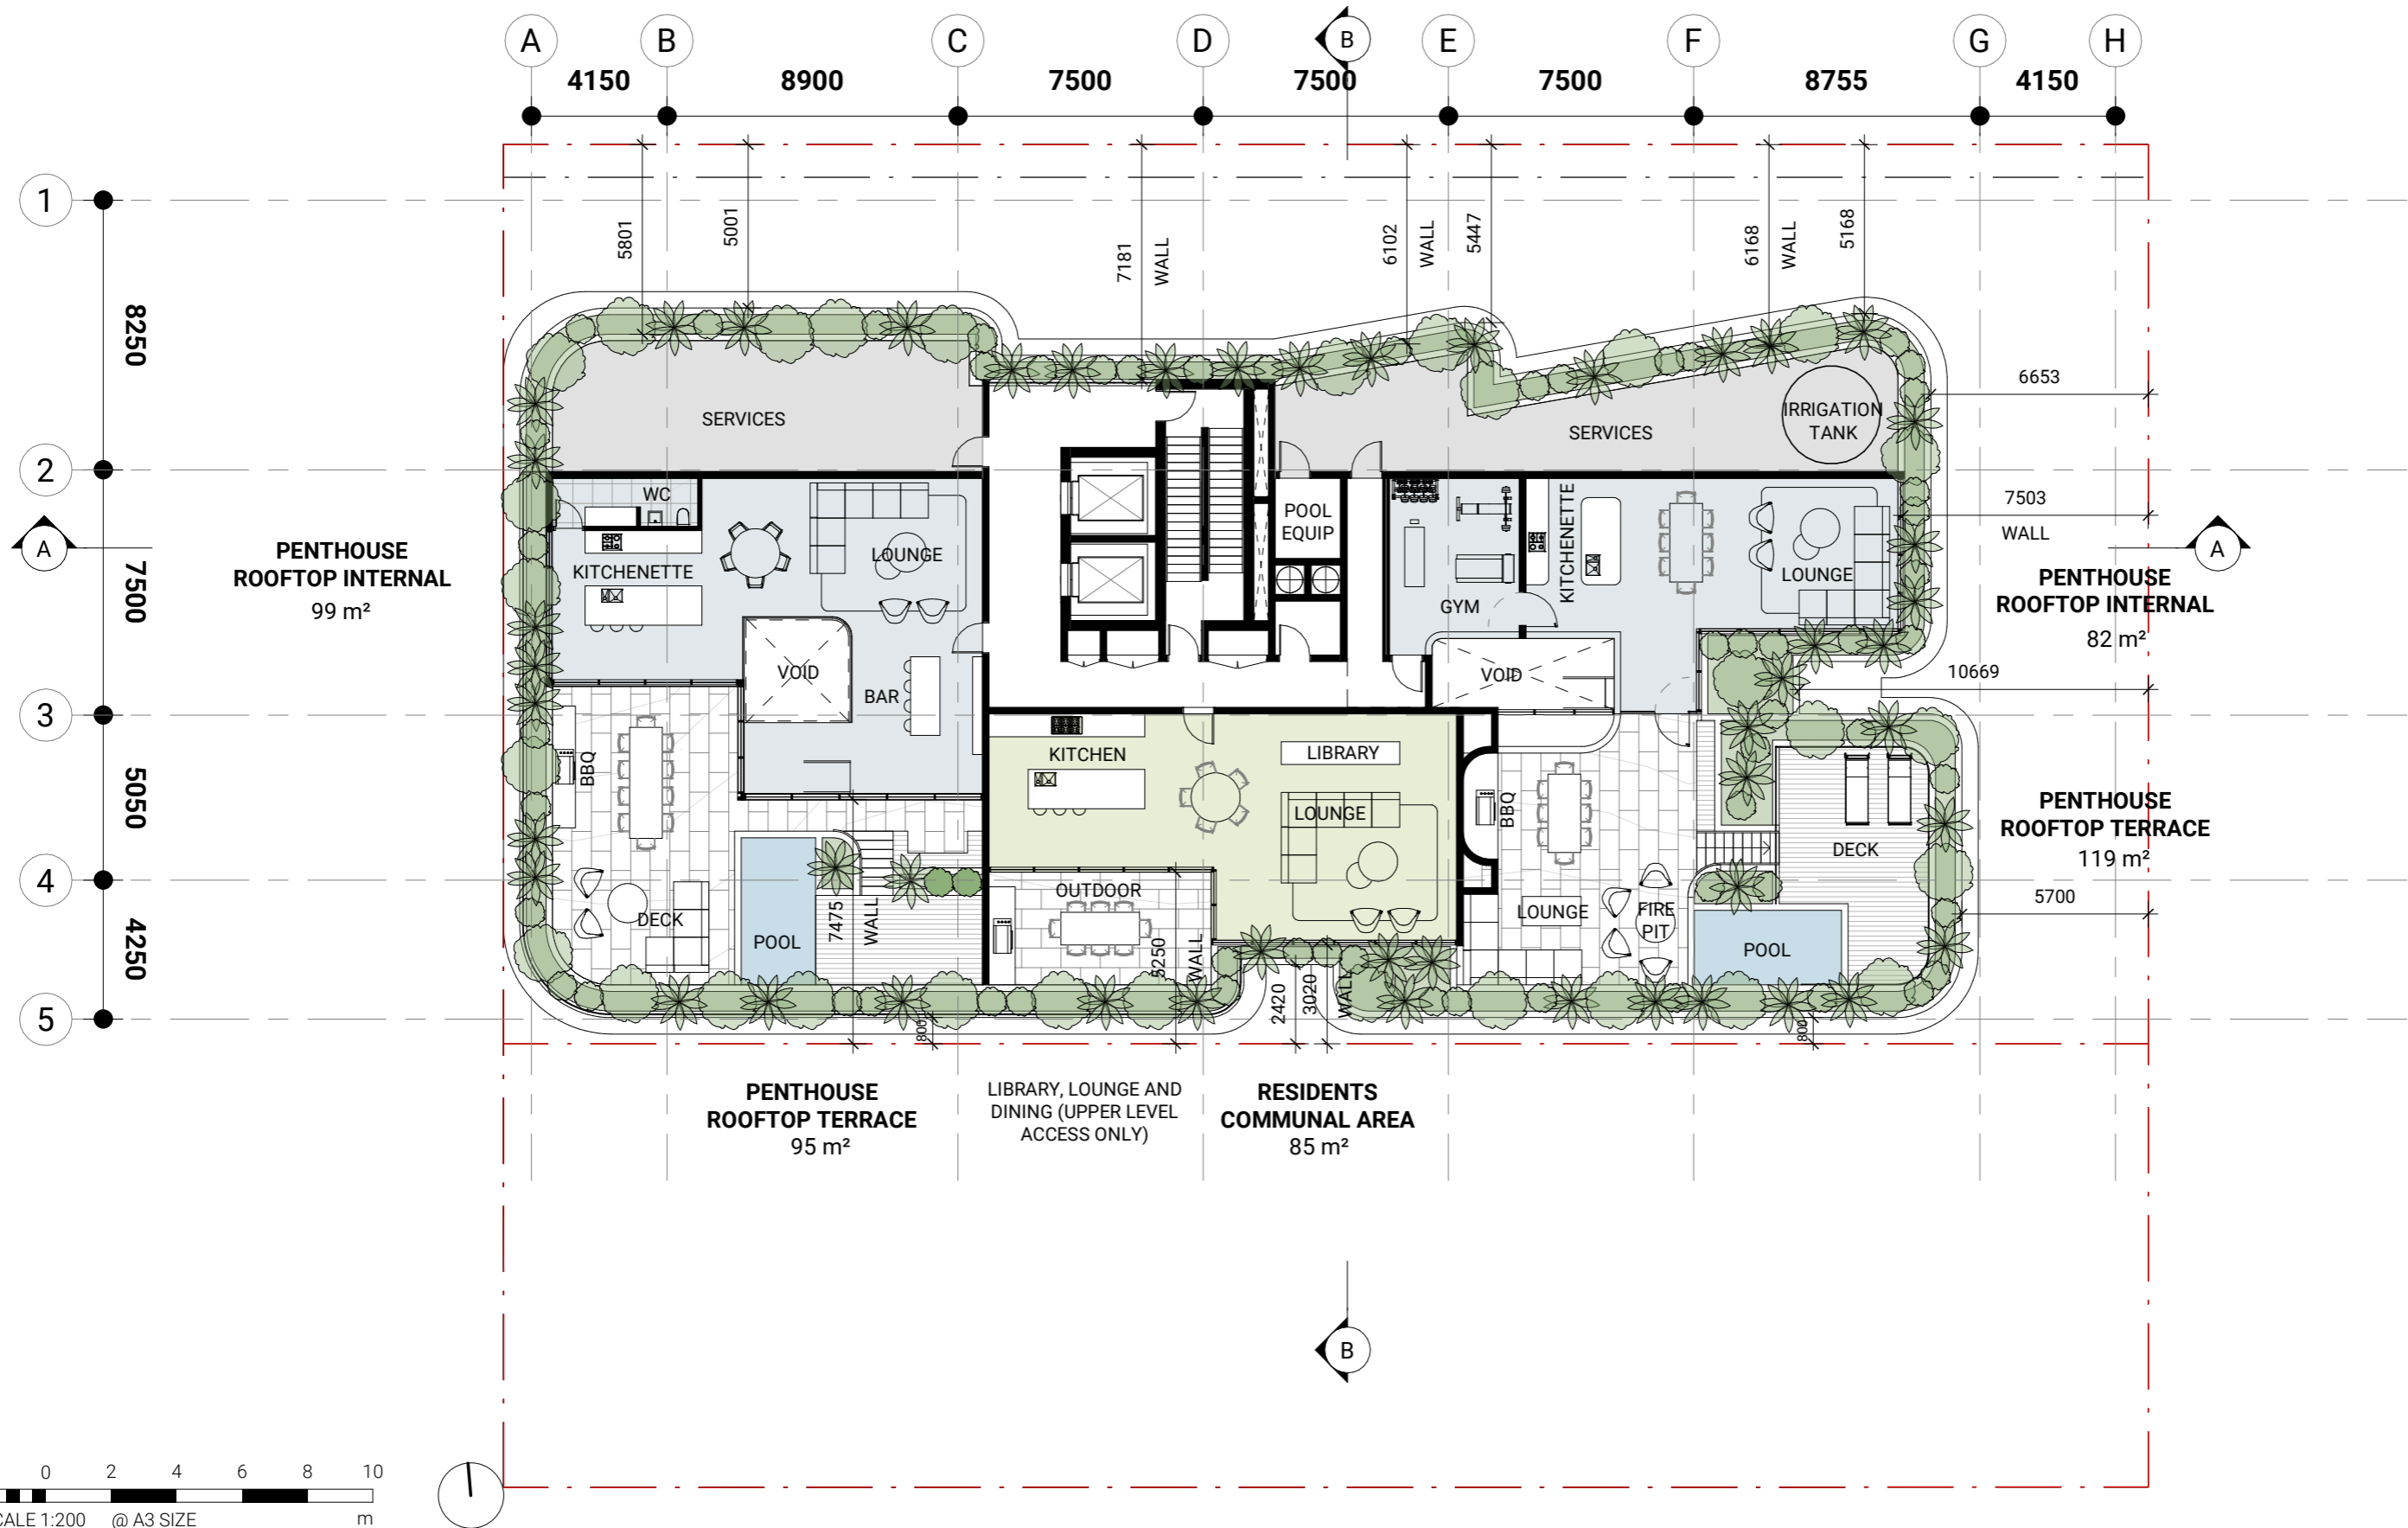 A B C D B E F G H
4150 8900 7500 7500 7500 8755 4150
1
2
3
4
5
8250
7500
5050
4250
5801
5001
7181
WALL
6102
WALL
5447
6168
WALL
5168
6653
7503
WALL
10669
5700
A
A
PENTHOUSE
ROOFTOP INTERNAL
99 m²
SERVICES
WC
KITCHENETTE
LOUNGE
VOID
BAR
BBQ
DECK
POOL
7475
WALL
800
SERVICES
IRRIGATION
TANK
POOL
EQUIP
GYM
KITCHENETTE
LOUNGE
VOID
PENTHOUSE
ROOFTOP INTERNAL
82 m²
KITCHEN
LIBRARY
LOUNGE
OUTDOOR
5250
WALL
2420
3020
WALL
BBQ
LOUNGE
FIRE
PIT
DECK
POOL
800
PENTHOUSE
ROOFTOP TERRACE
119 m²
PENTHOUSE
ROOFTOP TERRACE
95 m²
LIBRARY, LOUNGE AND
DINING (UPPER LEVEL
ACCESS ONLY)
RESIDENTS
COMMUNAL AREA
85 m²
B
0 2 4 6 8 10
CALE 1:200 @ A3 SIZE m